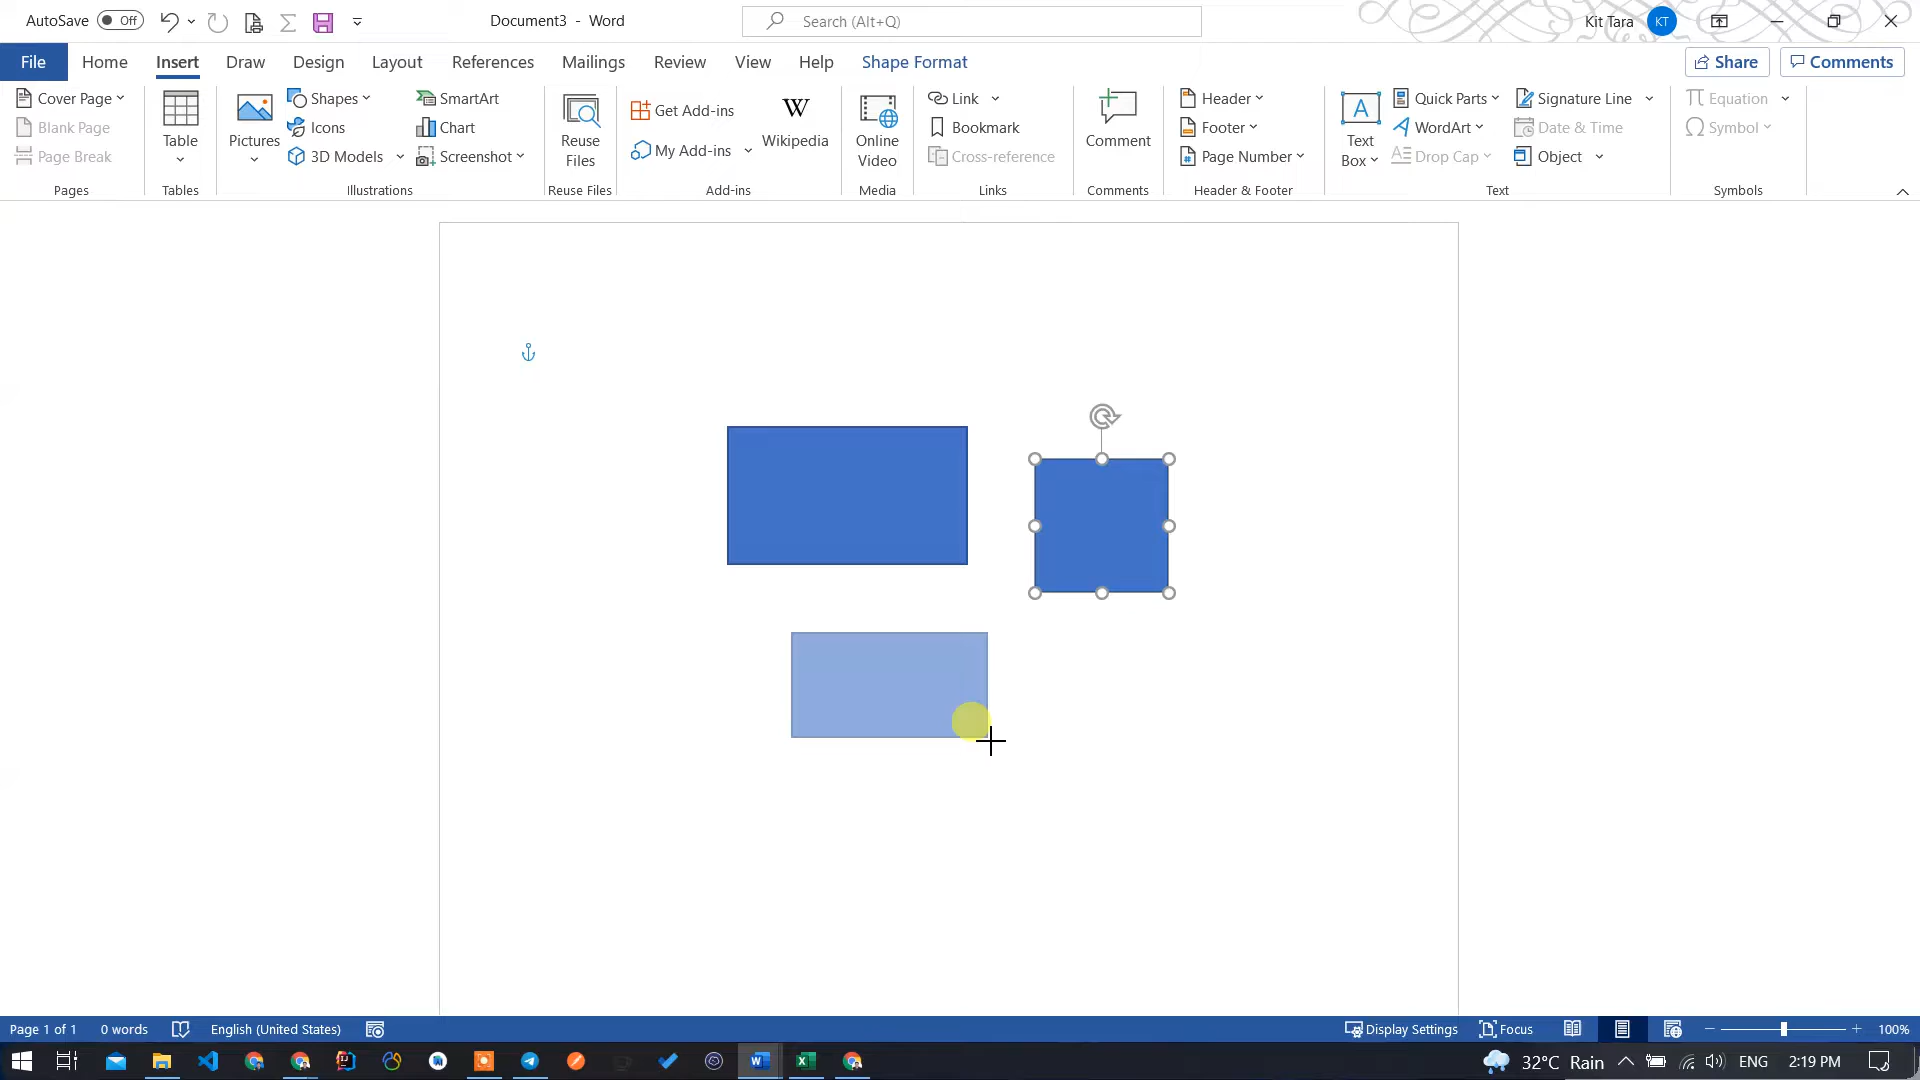 AutoSave Off Document3 - Word Search (Alt+Q) Kit Tara KT
File Home Insert Draw Design Layout References Mailings Review View Help Shape Format Share Comments
Cover Page
Blank Page
Page Break
Pages
Table
Tables
Pictures
Shapes
Icons
3D Models
SmartArt
Chart
Screenshot
Illustrations
Reuse
Files
Reuse Files
Get Add-ins
My Add-ins
W
Wikipedia
Add-ins
Online
Video
Media
Link
Bookmark
Cross-reference
Links
Comment
Comments
Header
Footer
Page Number
Header & Footer
A
Text
Box
Quick Parts
WordArt
Drop Cap
Signature Line
Date & Time
Object
Text
Equation
Symbol
Symbols
Page 1 of 1 0 words English (United States) Display Settings Focus 100%
32°C Rain ENG 2:19 PM